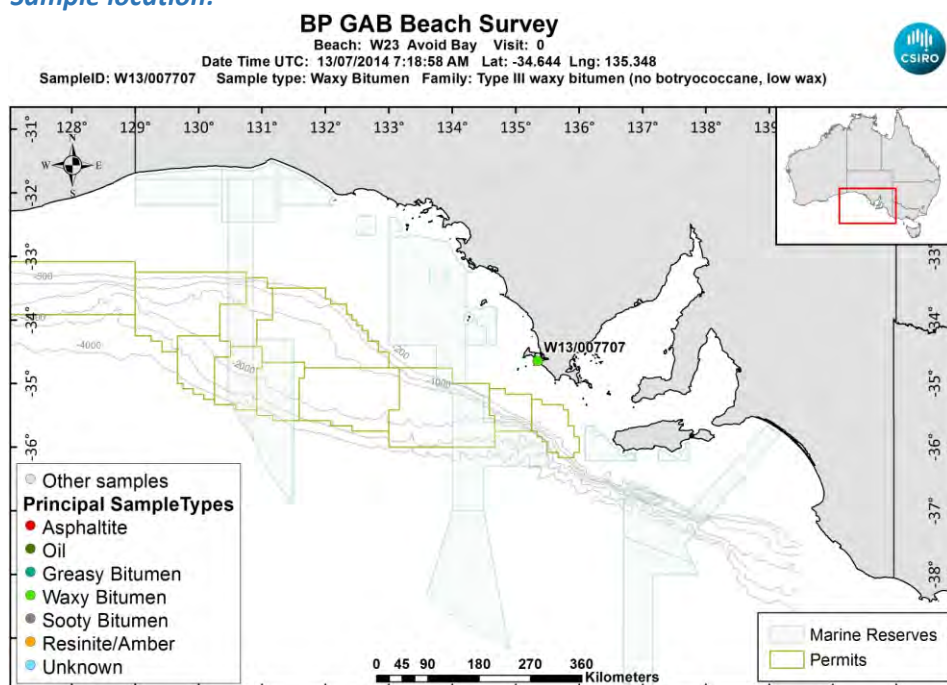 Sample location:
BP GAB Beach Survey
Beach: W23 Avoid Bay Visit: 0
Date Time UTC: 13/07/2014 7:18:58 AM Lat: -34.644 Lng: 135.348
SampleID: W13/007707 Sample type: Waxy Bitumen Family: Type III waxy bitumen (no botryococcane, low wax)
CSIRO
128° 129° 130° 131° 132° 133° 134° 135° 136° 137° 138° 139
-31°
-32°
-33°
-34°
-35°
-36°
-37°
-38°
N
W E
S
-500
-4000
-2000
-200
-1000
W13/007707
-33°
-34°
-35°
-36°
-37°
-38°
Other samples
Principal SampleTypes
Asphaltite
Oil
Greasy Bitumen
Waxy Bitumen
Sooty Bitumen
Resinite/Amber
Unknown
0 45 90 180 270 360
Kilometers
Marine Reserves
Permits